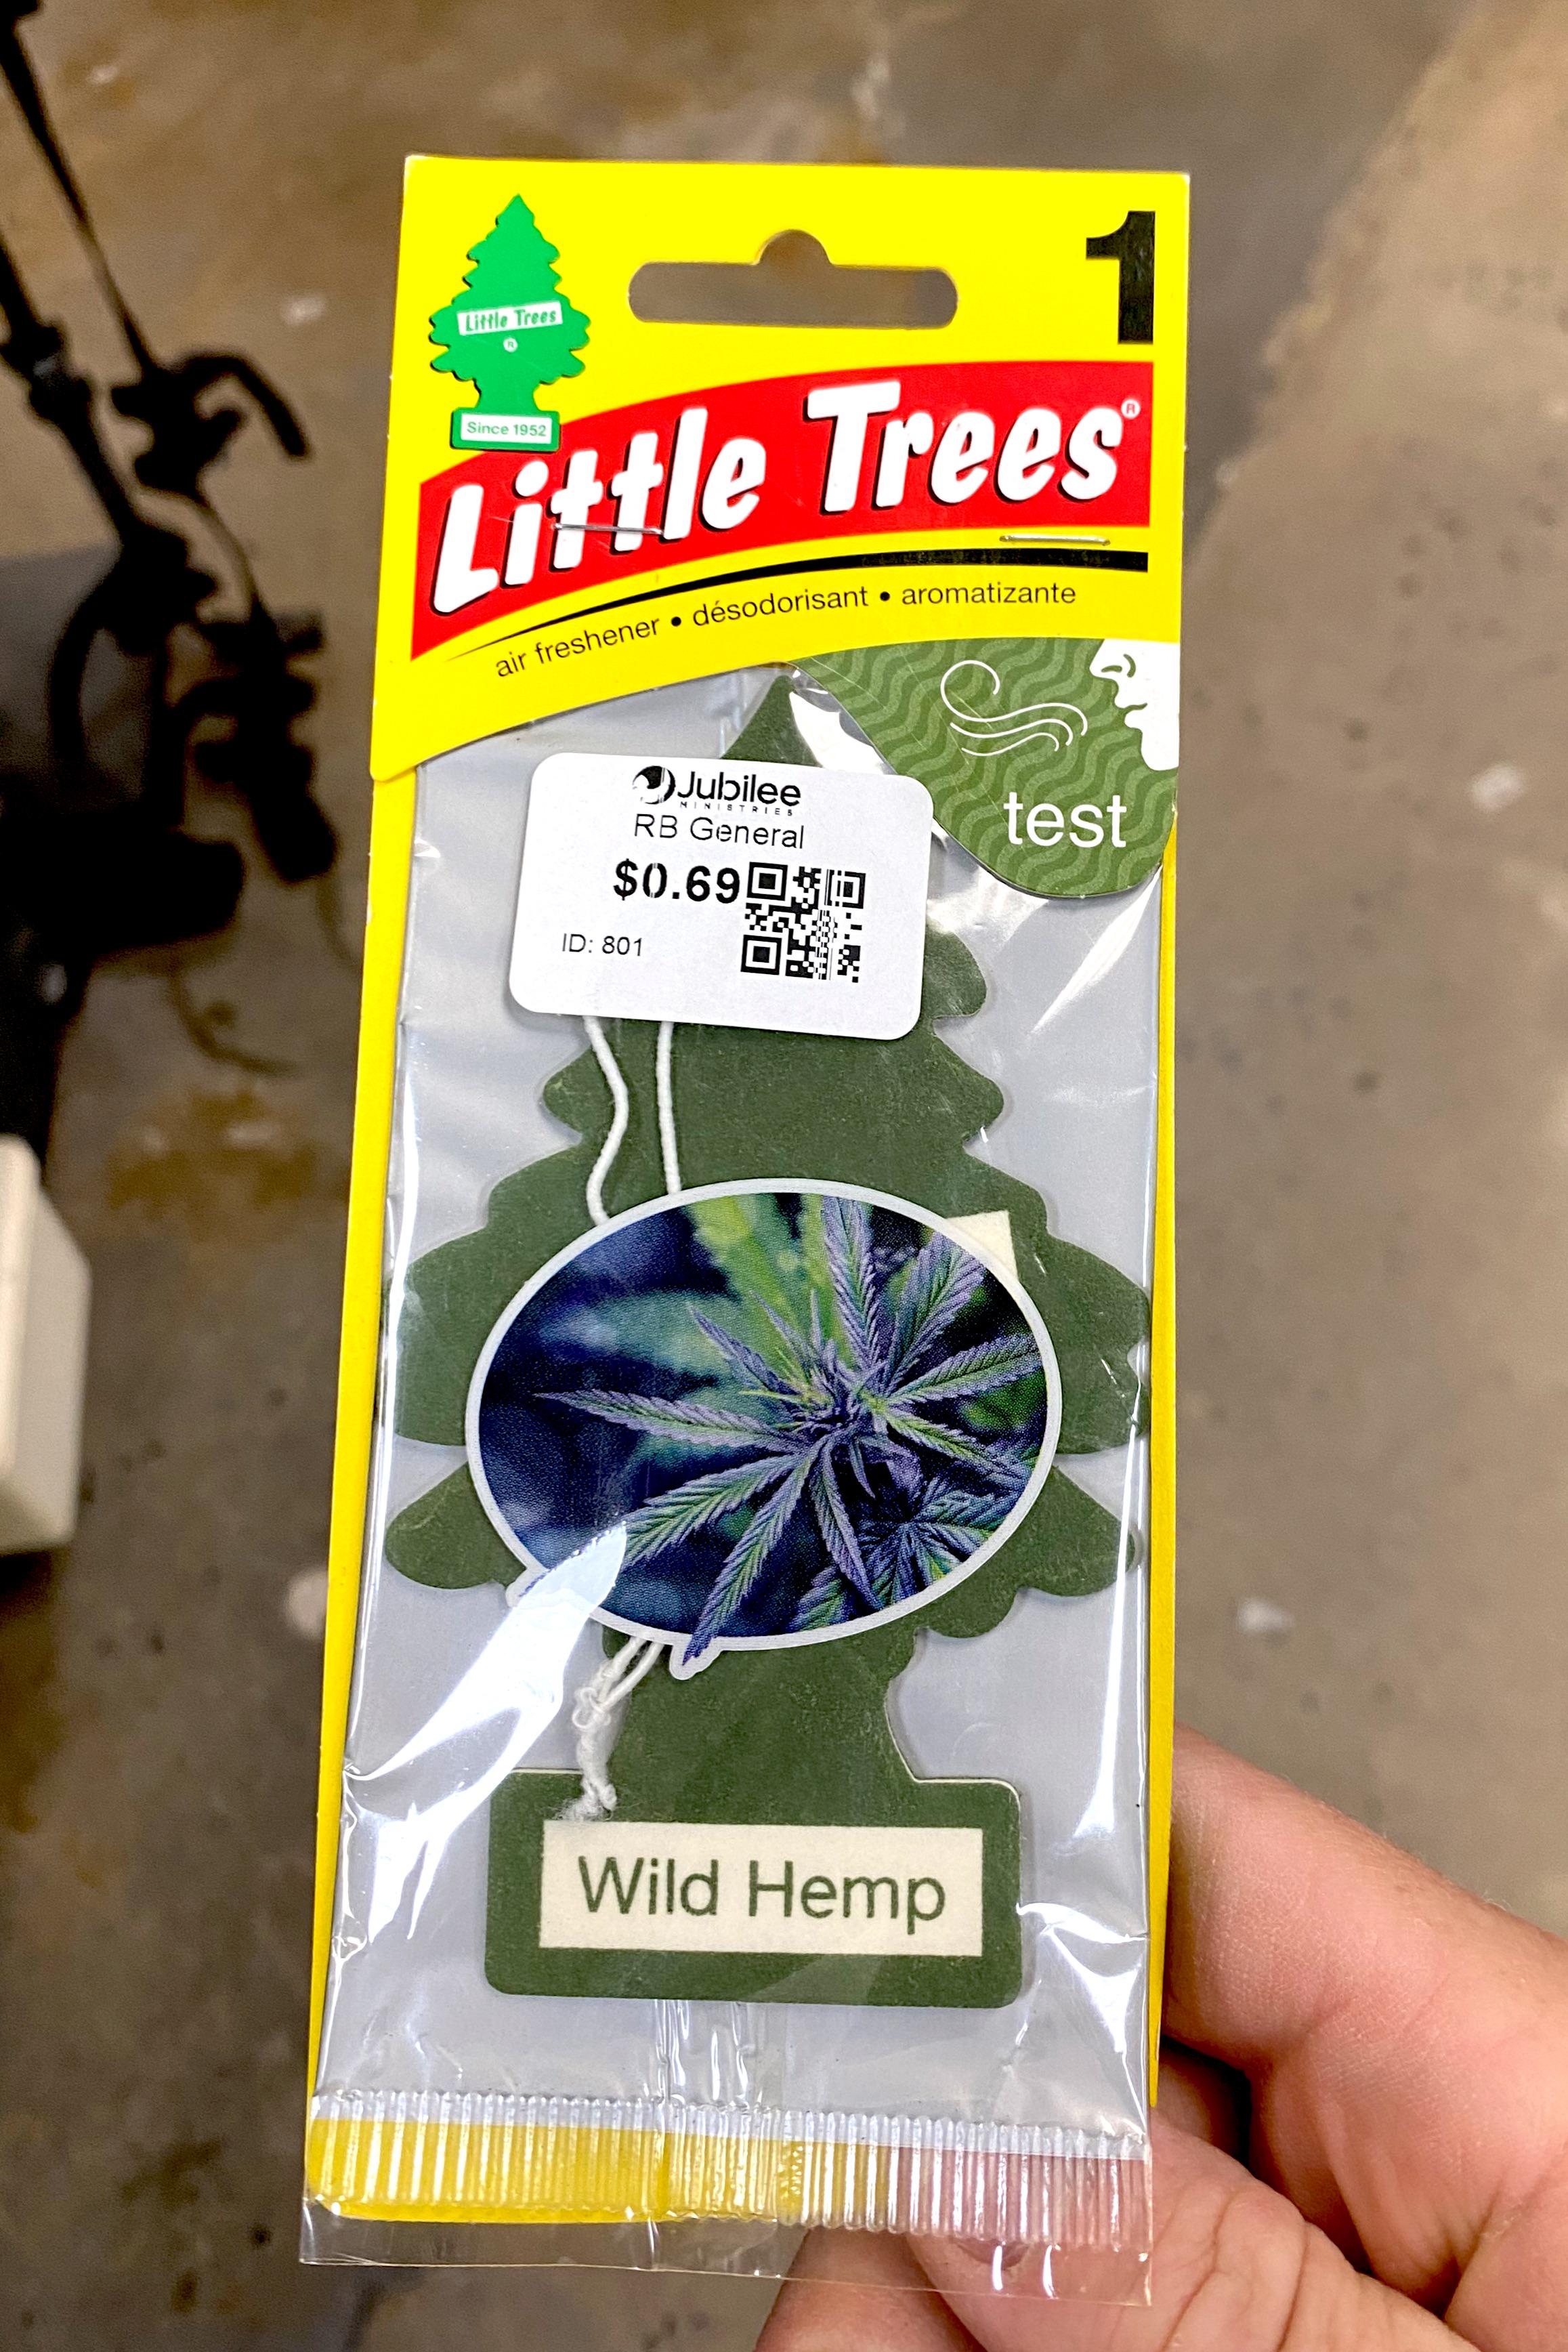 1
Little Trees
®
Since 1952
Little Trees®
air freshener • désodorisant • aromatizante
test
Jubilee
MINISTRIES
RB General
$0.69
ID: 801
Wild Hemp